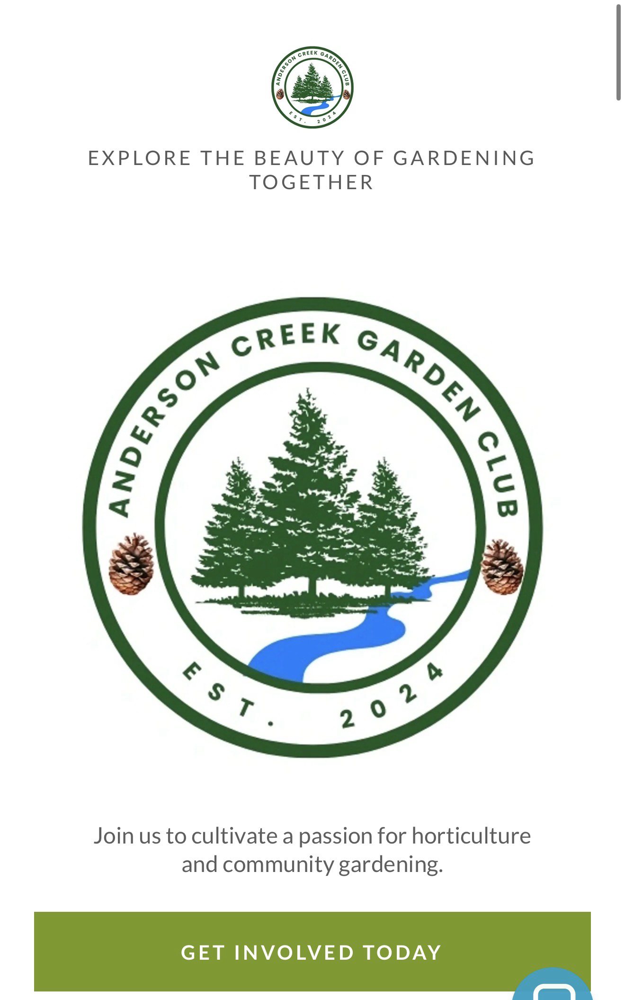 ANDERSON CREEK GARDEN CLUB
EST. 2024
EXPLORE THE BEAUTY OF GARDENING
TOGETHER
ANDERSON CREEK GARDEN CLUB
EST. 2024
Join us to cultivate a passion for horticulture
and community gardening.
GET INVOLVED TODAY